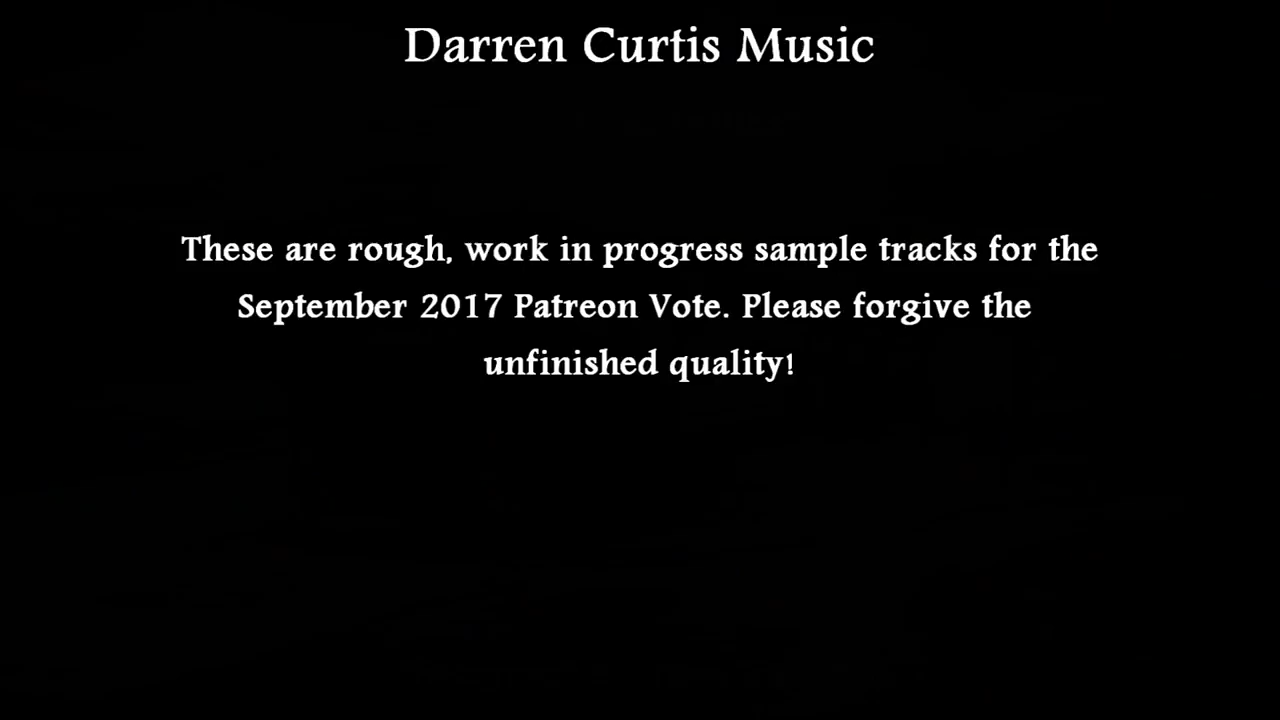 Darren Curtis Music
These are rough, work in progress sample tracks for the
September 2017 Patreon Vote. Please forgive the
unfinished quality!